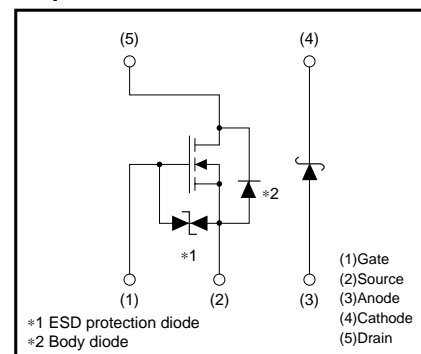 (5) (4)
∗2
∗1
(1) (2) (3)
(1)Gate
(2)Source
(3)Anode
(4)Cathode
(5)Drain
∗1 ESD protection diode
∗2 Body diode